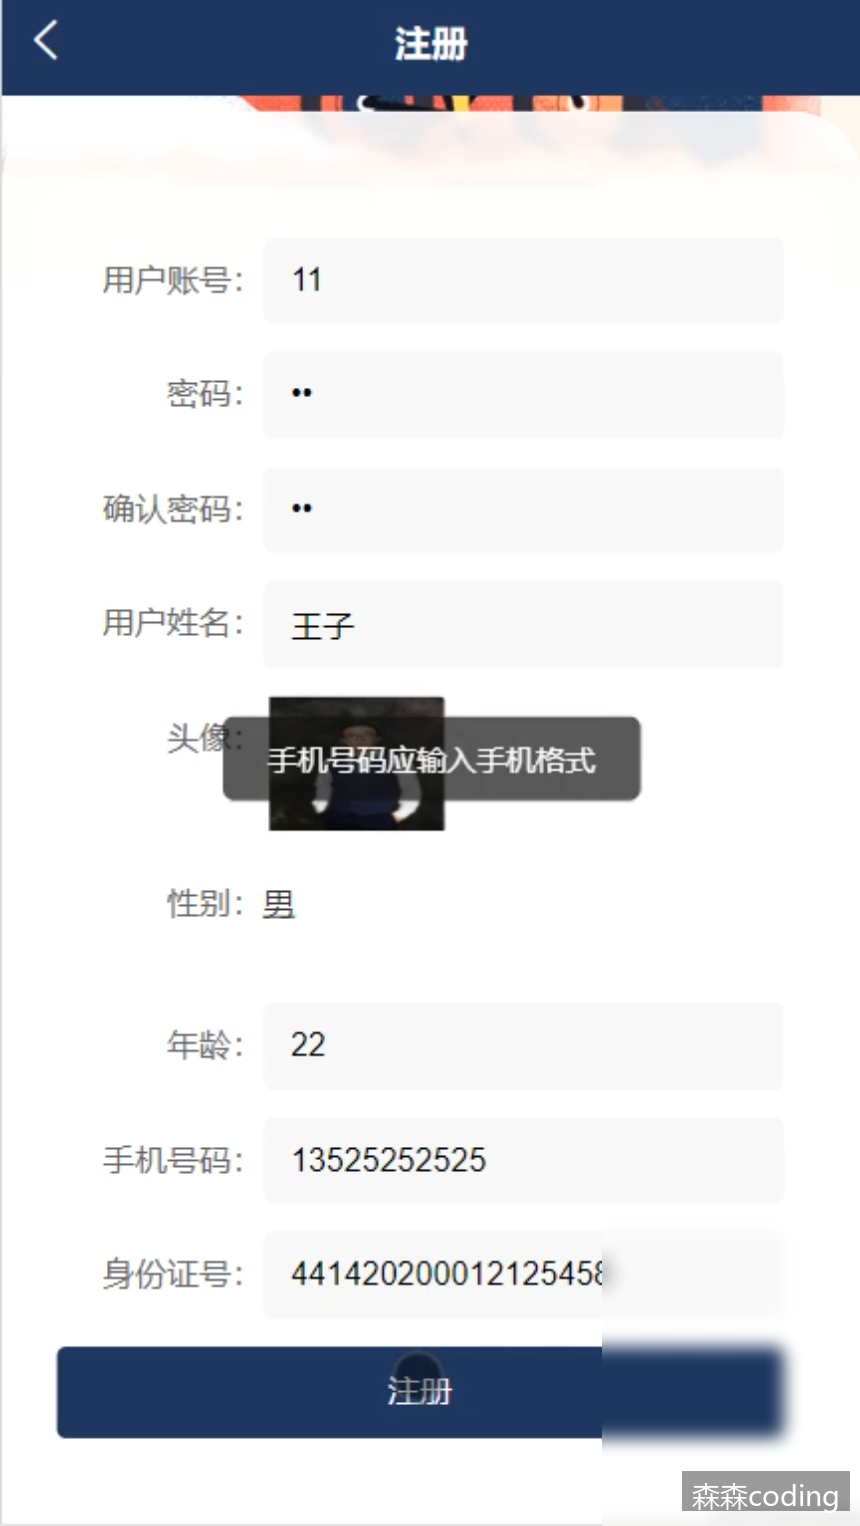 注册
用户账号： 11
密码： ••
确认密码： ••
用户姓名： 王子
头像：
手机号码应输入手机格式
性别： 男
年龄： 22
手机号码： 13525252525
身份证号： 441420200012125458
注册
森森coding